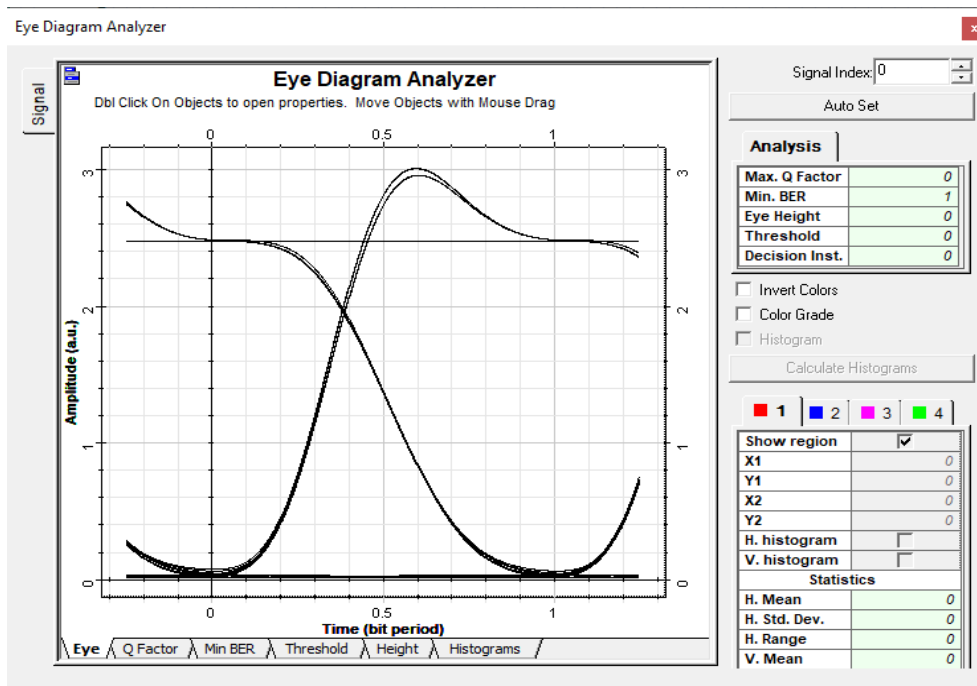 Eye Diagram Analyzer
x
Signal
Eye Diagram Analyzer
Dbl Click On Objects to open properties. Move Objects with Mouse Drag
0 0.5 1
3 3
2 2
1 1
0 0
Amplitude (a.u.)
0 0.5 1
Time (bit period)
Eye Q Factor Min BER Threshold Height Histograms
Signal Index: 0
Auto Set
Analysis
Max. Q Factor 0
Min. BER 1
Eye Height 0
Threshold 0
Decision Inst. 0
Invert Colors
Color Grade
Histogram
Calculate Histograms
1 2 3 4
Show region
X1 0
Y1 0
X2 0
Y2 0
H. histogram
V. histogram
Statistics
H. Mean 0
H. Std. Dev. 0
H. Range 0
V. Mean 0